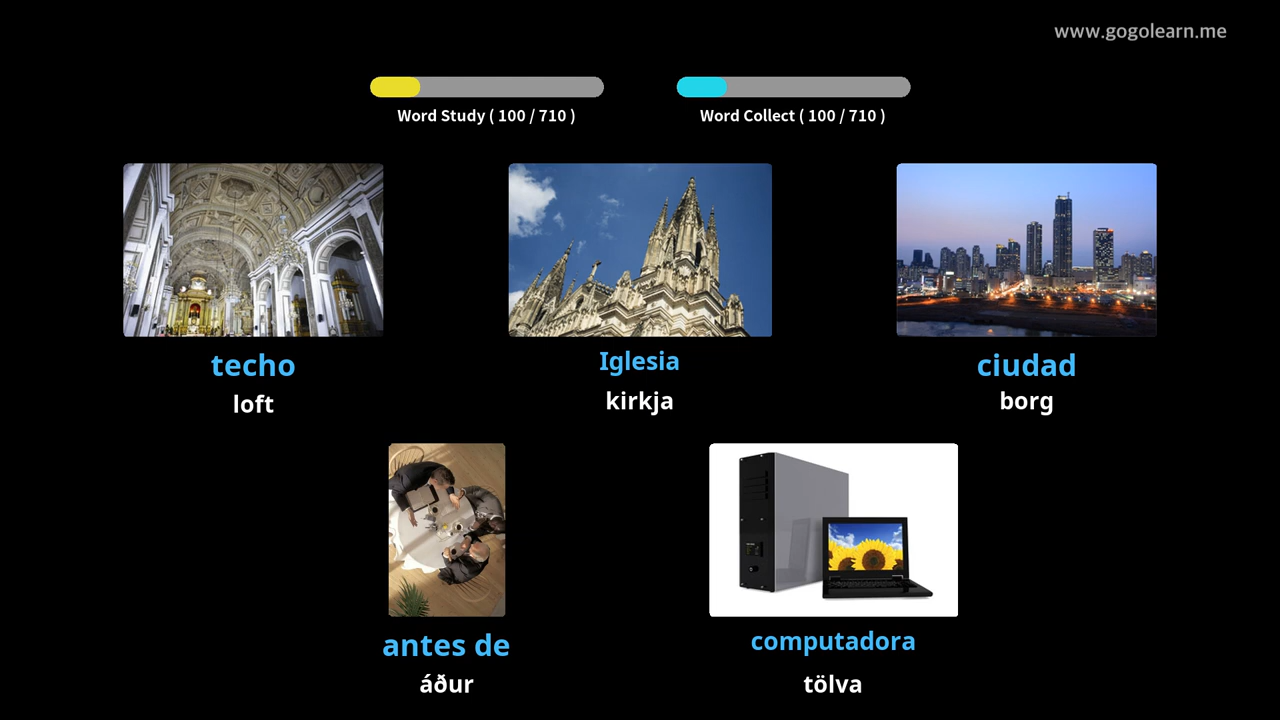 www.gogolearn.me
Word Study ( 100 / 710 )
Word Collect ( 100 / 710 )
techo
loft
Iglesia
kirkja
ciudad
borg
antes de
áður
computadora
tölva